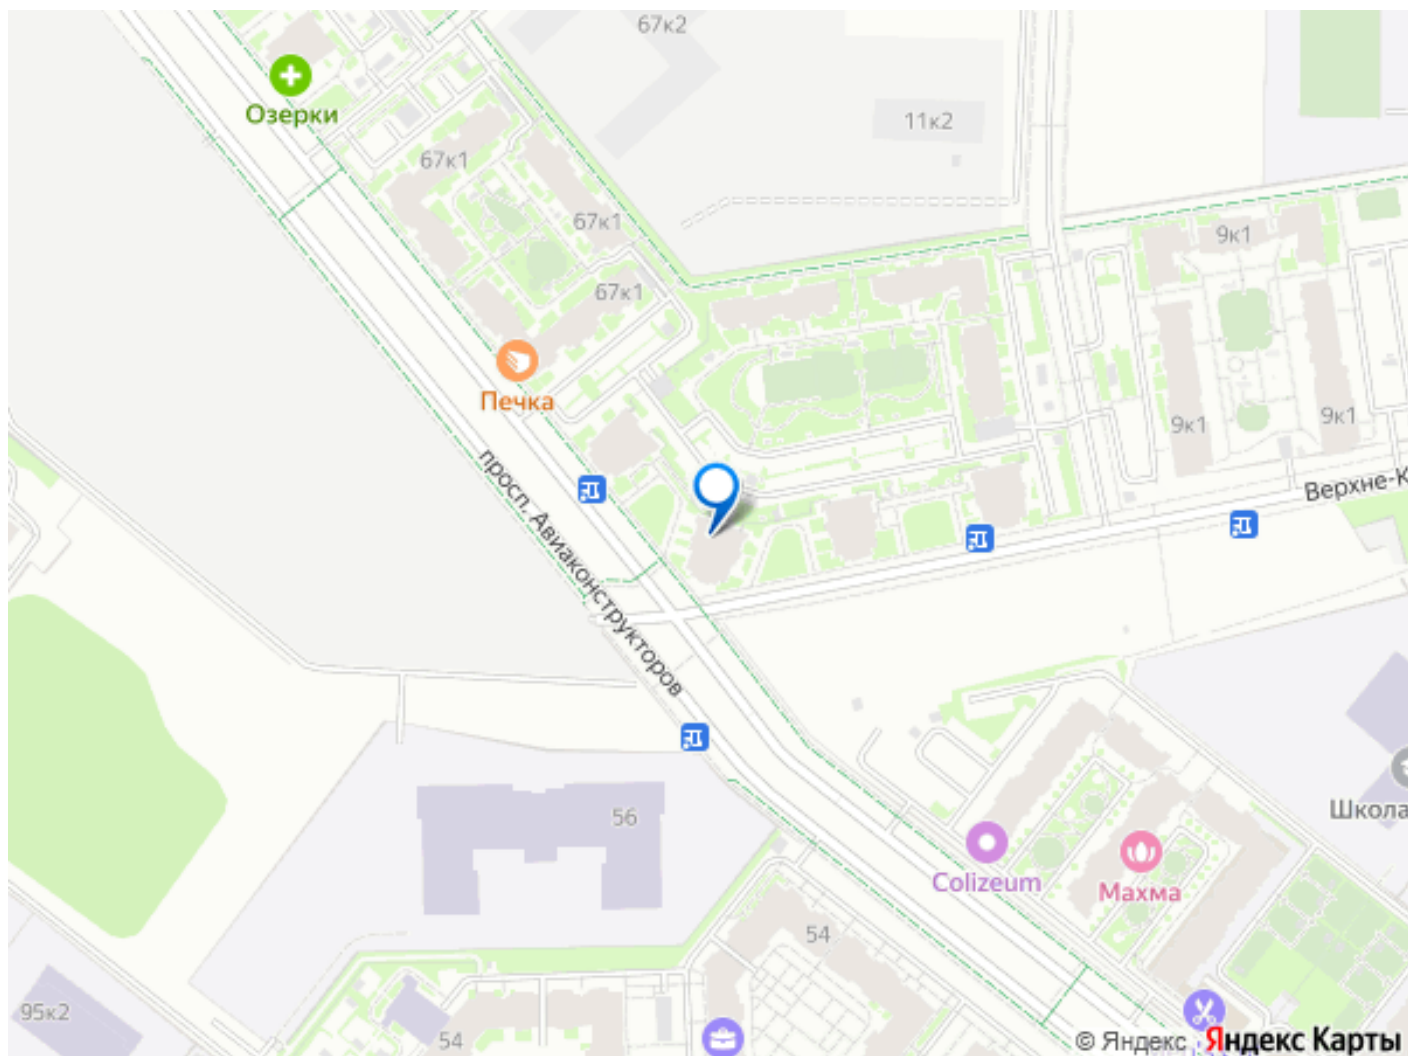 67к2
Озерки
11к2
67к1
67к1
9к1
67к1
Печка
9к1
9к1
просп. Авиаконструкторов
Верхне-К
56
Школа
Colizeum
Махма
54
95к2
54
© Яндекс Яндекс Карты